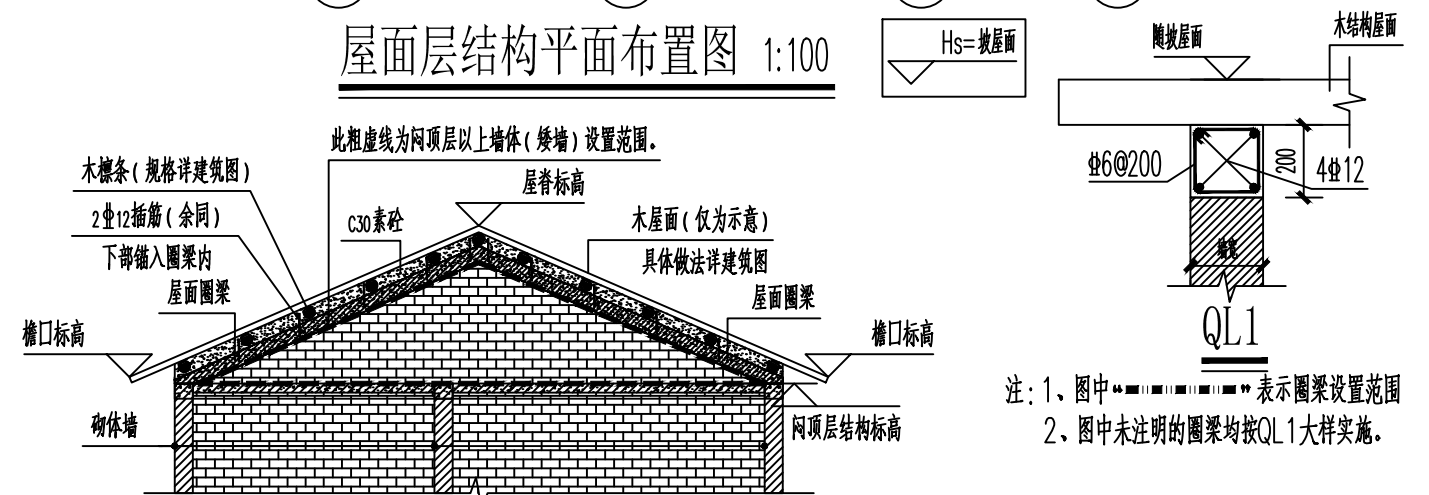 屋面层结构平面布置图 1:100
Hs=坡屋面
随坡屋面
木结构屋面
⌀6@200
200
4⌀12
墙宽
QL1
注：1、图中 表示圈梁设置范围
2、图中未注明的圈梁均按QL1大样实施。
此粗虚线为闷顶层以上墙体(矮墙)设置范围。
木檩条(规格详建筑图)
屋脊标高
2⌀12插筋(余同)
下部锚入圈梁内
C30素砼
木屋面(仅为示意)
具体做法详建筑图
屋面圈梁
屋面圈梁
檐口标高
檐口标高
砌体墙
闷顶层结构标高